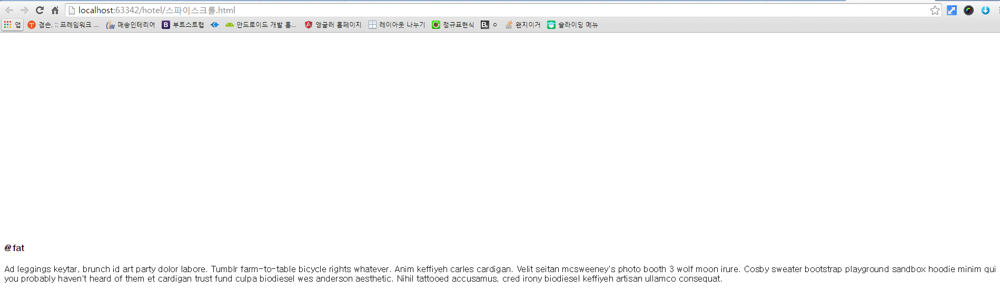 localhost:63342/hotel/스파이스크롤.html
앱 겸손, :: 프레임워크 ... 매송인테리어 부트스트랩 안드로이드 개발 홈... 앵귤러 홈페이지 레이아웃 나누기 정규표현식 ㅇ 왠지이거 슬라이딩 메뉴
@fat
Ad leggings keytar, brunch id art party dolor labore. Tumblr farm-to-table bicycle rights whatever. Anim keffiyeh carles cardigan. Velit seitan mcsweeney's photo booth 3 wolf moon irure. Cosby sweater bootstrap playground sandbox hoodie minim qui
you probably haven't heard of them et cardigan trust fund culpa biodiesel wes anderson aesthetic. Nihil tattooed accusamus, cred irony biodiesel keffiyeh artisan ullamco consequat.